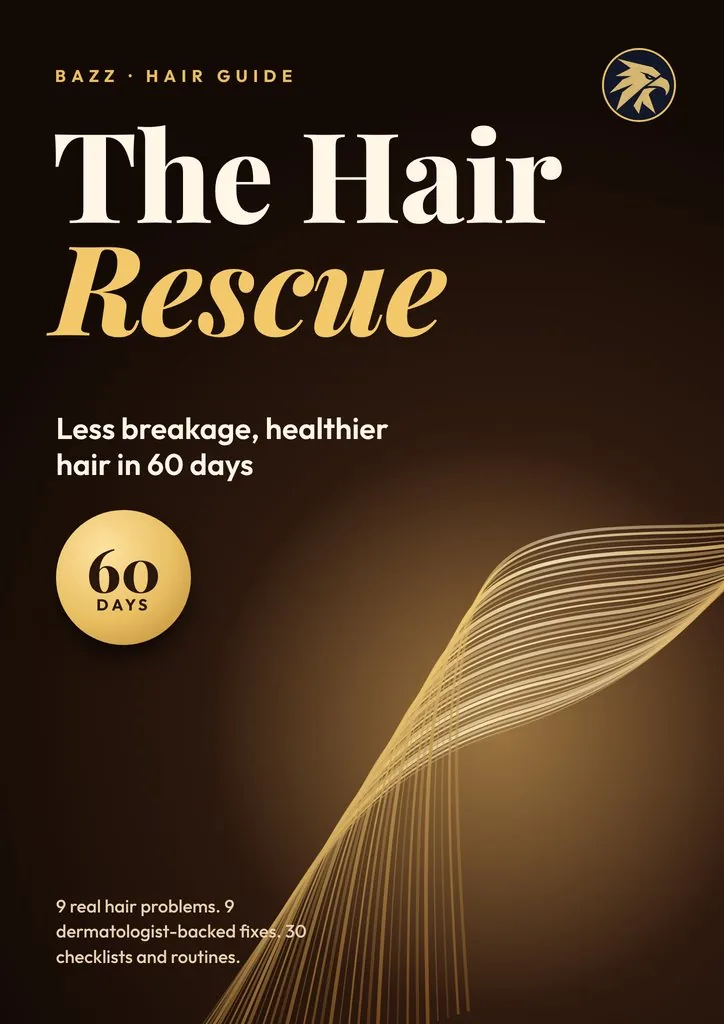 BAZZ · HAIR GUIDE
The Hair
Rescue
Less breakage, healthier
hair in 60 days
60
DAYS
9 real hair problems. 9
dermatologist-backed fixes. 30
checklists and routines.